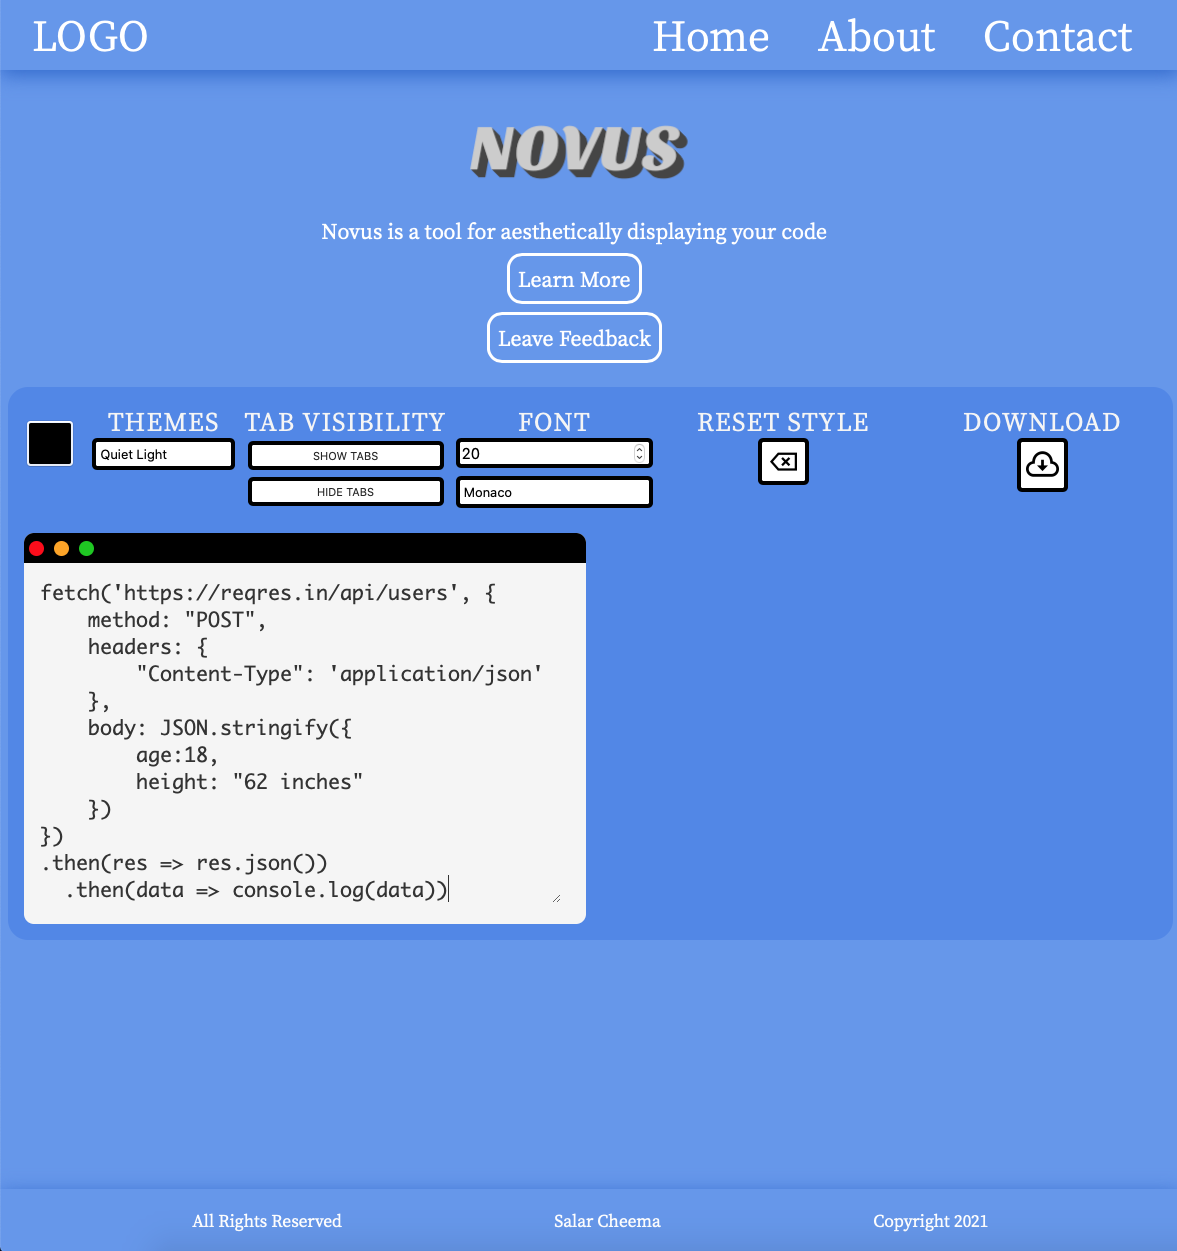 LOGO Home About Contact
NOVUS
Novus is a tool for aesthetically displaying your code
Learn More
Leave Feedback
THEMES TAB VISIBILITY FONT RESET STYLE DOWNLOAD
Quiet Light SHOW TABS 20
HIDE TABS Monaco
fetch('https://reqres.in/api/users', {
    method: "POST",
    headers: {
        "Content-Type": 'application/json'
    },
    body: JSON.stringify({
        age:18,
        height: "62 inches"
    })
})
.then(res => res.json())
  .then(data => console.log(data))
All Rights Reserved Salar Cheema Copyright 2021